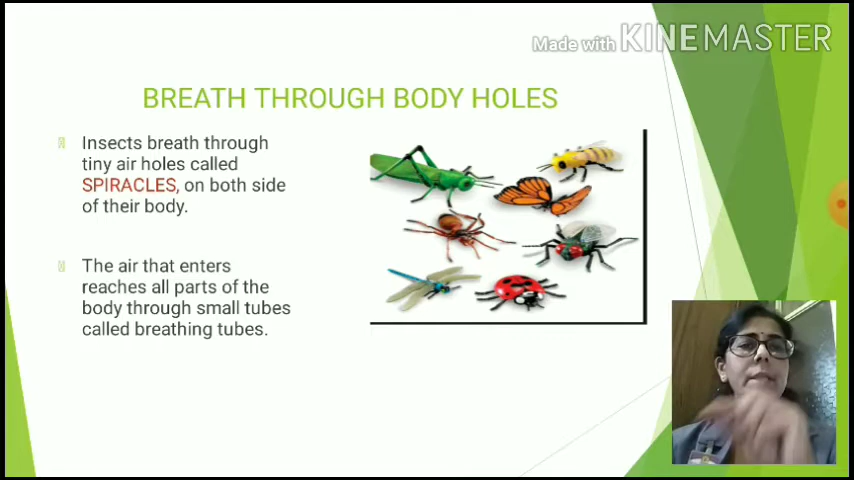 Made with KINEMASTER
BREATH THROUGH BODY HOLES
Insects breath through
tiny air holes called
SPIRACLES, on both side
of their body.
The air that enters
reaches all parts of the
body through small tubes
called breathing tubes.